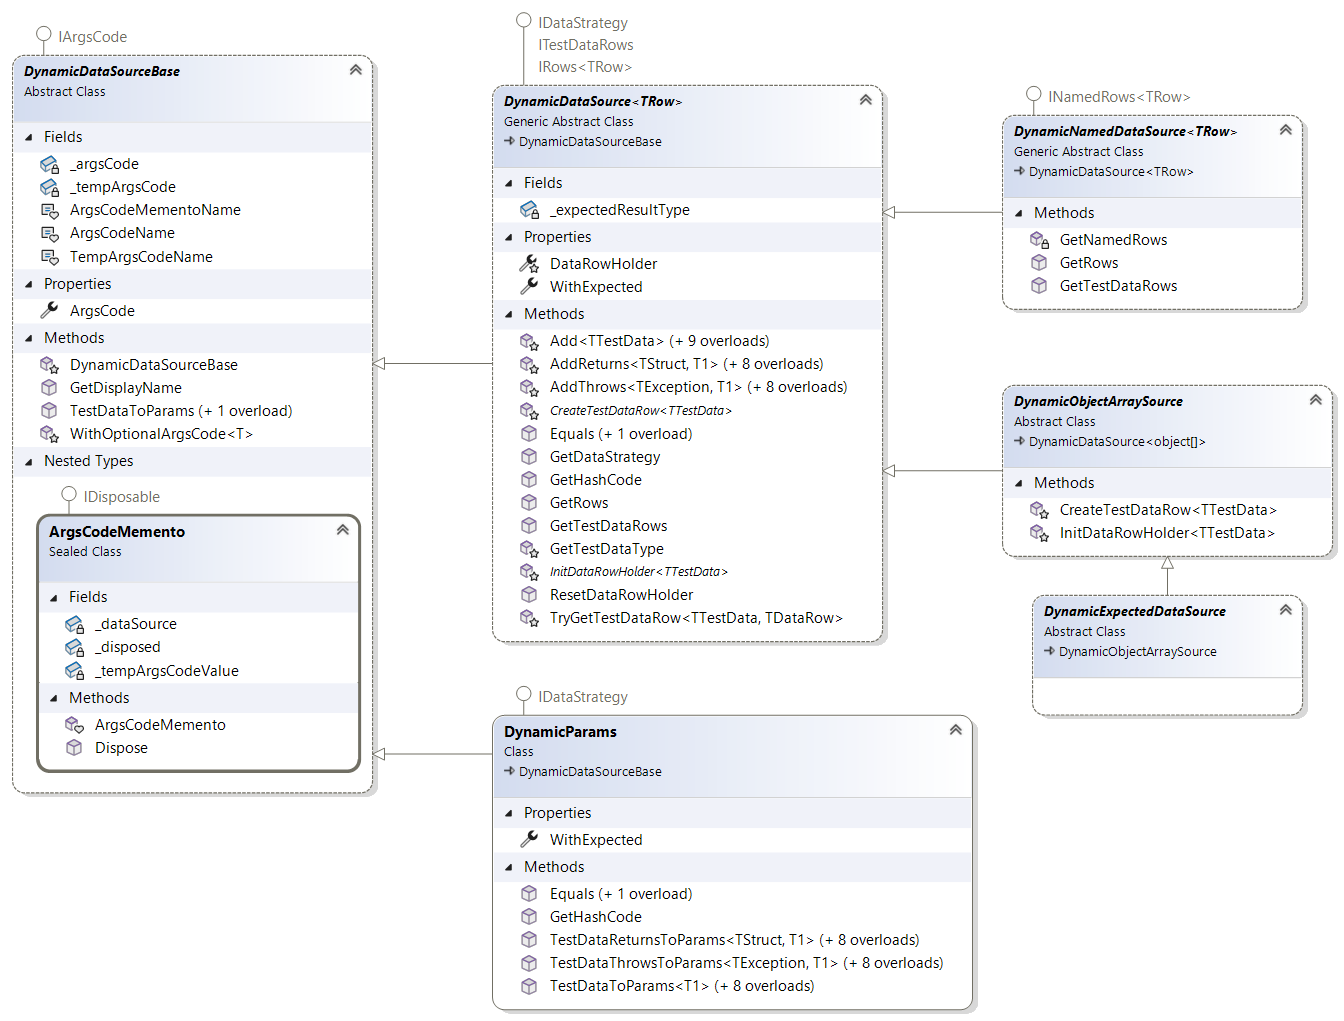 IArgsCode
DynamicDataSourceBase
Abstract Class
Fields
_argsCode
_tempArgsCode
ArgsCodeMementoName
ArgsCodeName
TempArgsCodeName
Properties
ArgsCode
Methods
DynamicDataSourceBase
GetDisplayName
TestDataToParams (+ 1 overload)
WithOptionalArgsCode<T>
Nested Types
IDisposable
ArgsCodeMemento
Sealed Class
Fields
_dataSource
_disposed
_tempArgsCodeValue
Methods
ArgsCodeMemento
Dispose
IDataStrategy
ITestDataRows
IRows<TRow>
DynamicDataSource<TRow>
Generic Abstract Class
DynamicDataSourceBase
Fields
_expectedResultType
Properties
DataRowHolder
WithExpected
Methods
Add<TTestData> (+ 9 overloads)
AddReturns<TStruct, T1> (+ 8 overloads)
AddThrows<TException, T1> (+ 8 overloads)
CreateTestDataRow<TTestData>
Equals (+ 1 overload)
GetDataStrategy
GetHashCode
GetRows
GetTestDataRows
GetTestDataType
InitDataRowHolder<TTestData>
ResetDataRowHolder
TryGetTestDataRow<TTestData, TDataRow>
IDataStrategy
DynamicParams
Class
DynamicDataSourceBase
Properties
WithExpected
Methods
Equals (+ 1 overload)
GetHashCode
TestDataReturnsToParams<TStruct, T1> (+ 8 overloads)
TestDataThrowsToParams<TException, T1> (+ 8 overloads)
TestDataToParams<T1> (+ 8 overloads)
INamedRows<TRow>
DynamicNamedDataSource<TRow>
Generic Abstract Class
DynamicDataSource<TRow>
Methods
GetNamedRows
GetRows
GetTestDataRows
DynamicObjectArraySource
Abstract Class
DynamicDataSource<object[]>
Methods
CreateTestDataRow<TTestData>
InitDataRowHolder<TTestData>
DynamicExpectedDataSource
Abstract Class
DynamicObjectArraySource